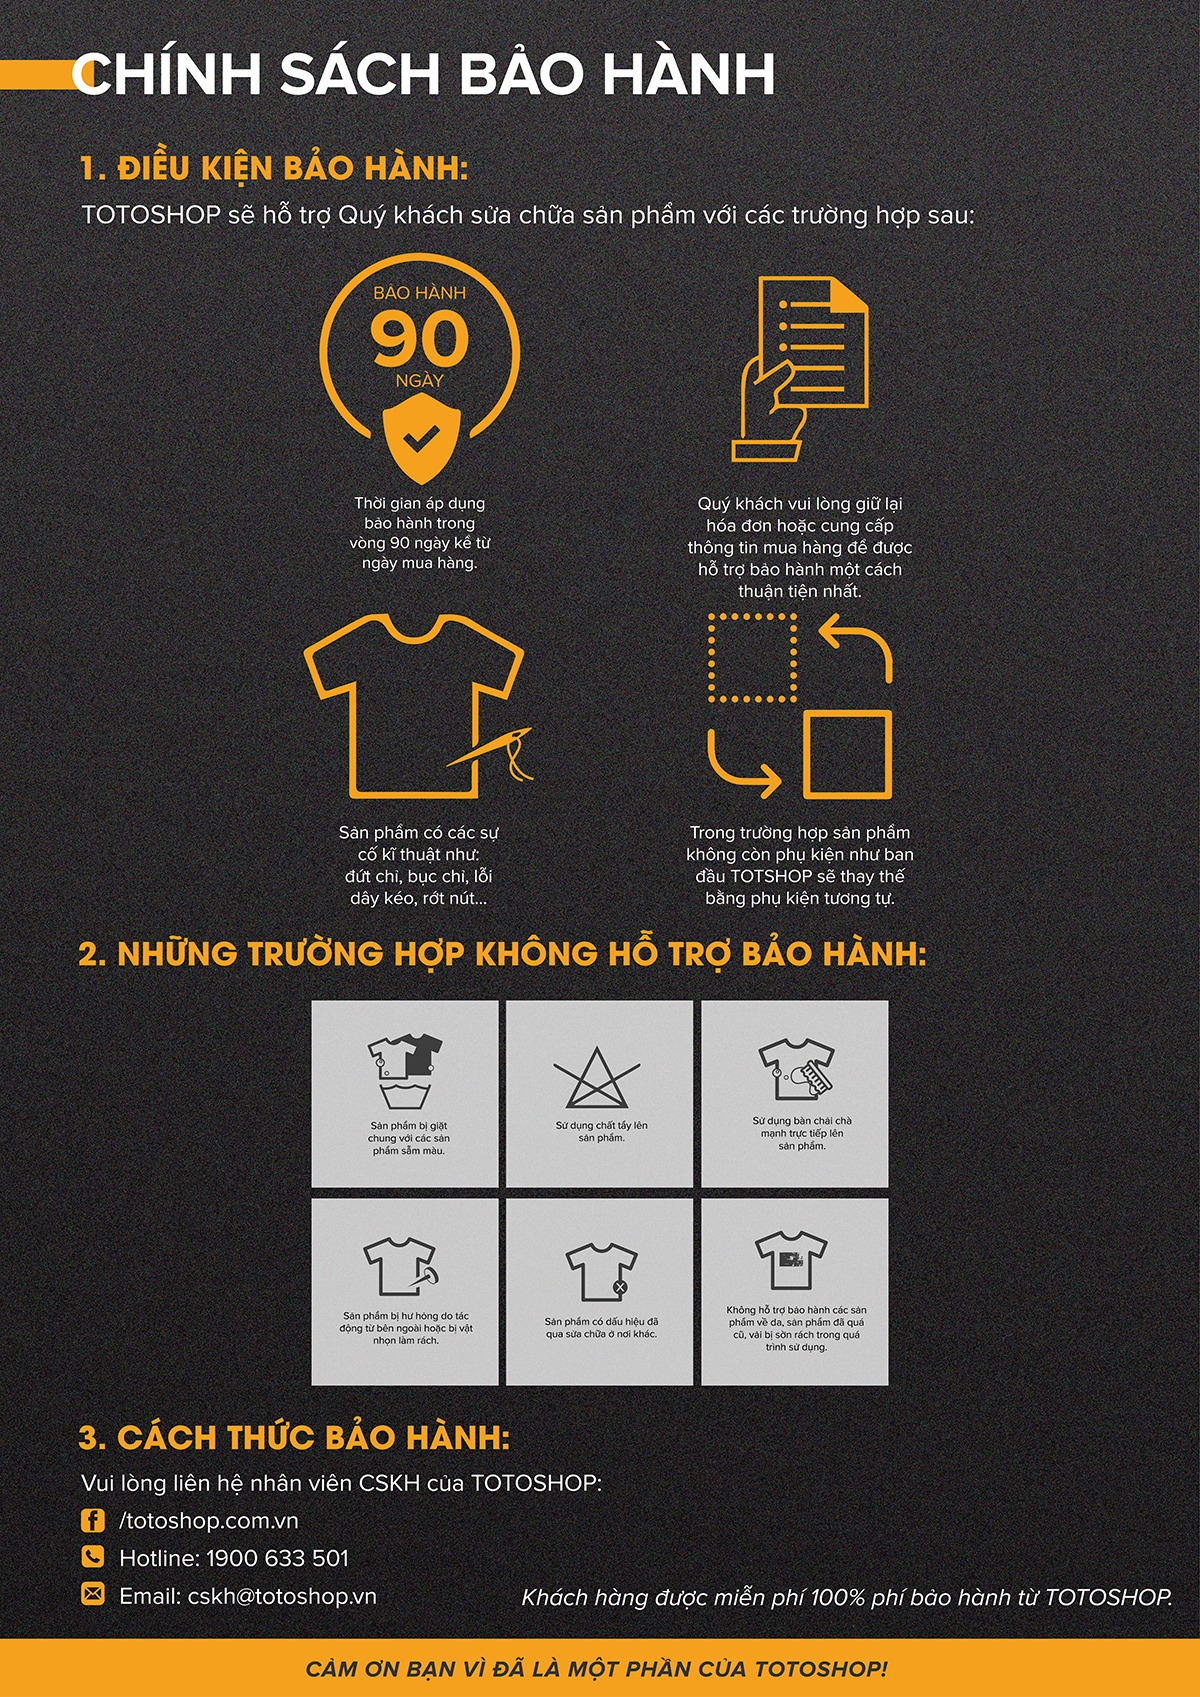 CHÍNH SÁCH BẢO HÀNH
1. ĐIỀU KIỆN BẢO HÀNH:
TOTOSHOP sẽ hỗ trợ Quý khách sửa chữa sản phẩm với các trường hợp sau:
BẢO HÀNH
90
NGÀY
Thời gian áp dụng
bảo hành trong
vòng 90 ngày kể từ
ngày mua hàng.
Quý khách vui lòng giữ lại
hóa đơn hoặc cung cấp
thông tin mua hàng để được
hỗ trợ bảo hành một cách
thuận tiện nhất.
Sản phẩm có các sự
cố kĩ thuật như:
đứt chỉ, bục chỉ, lỗi
dây kéo, rớt nút...
Trong trường hợp sản phẩm
không còn phụ kiện như ban
đầu TOTSHOP sẽ thay thế
bằng phụ kiện tương tự.
2. NHỮNG TRƯỜNG HỢP KHÔNG HỖ TRỢ BẢO HÀNH:
Sản phẩm bị giặt
chung với các sản
phẩm sẫm màu.
Sử dụng chất tẩy lên
sản phẩm.
Sử dụng bàn chải chà
mạnh trực tiếp lên
sản phẩm.
Sản phẩm bị hư hỏng do tác
động từ bên ngoài hoặc bị vật
nhọn làm rách.
Sản phẩm có dấu hiệu đã
qua sửa chữa ở nơi khác.
Không hỗ trợ bảo hành các sản
phẩm về da, sản phẩm đã quá
cũ, vải bị sờn rách trong quá
trình sử dụng.
3. CÁCH THỨC BẢO HÀNH:
Vui lòng liên hệ nhân viên CSKH của TOTOSHOP:
/totoshop.com.vn
Hotline: 1900 633 501
Email: cskh@totoshop.vn
Khách hàng được miễn phí 100% phí bảo hành từ TOTOSHOP.
CẢM ƠN BẠN VÌ ĐÃ LÀ MỘT PHẦN CỦA TOTOSHOP!